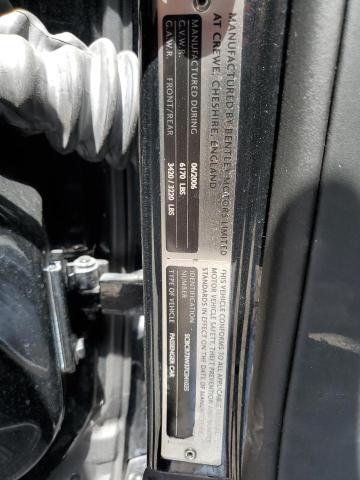 MANUFACTURED BY BENTLEY MOTORS LIMITED
AT CREWE, CHESHIRE, ENGLAND
MANUFACTURED DURING 06/2006
G.V.W.R. 6170 LBS
G.A.W.R. FRONT/REAR 3420 / 3220 LBS
THIS VEHICLE CONFORMS TO ALL APPLICABLE
MOTOR VEHICLE SAFETY, THEFT PREVENTION
STANDARDS IN EFFECT ON THE DATE OF
IDENTIFICATION
NUMBER
TYPE OF VEHICLE PASSENGER CAR